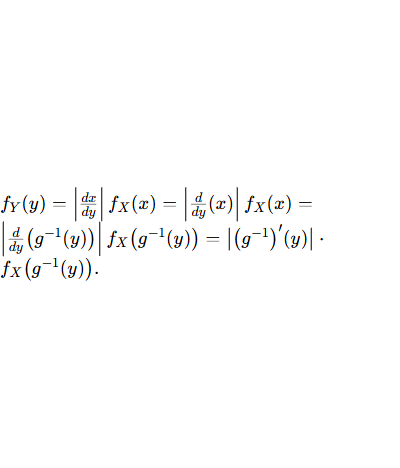 f_Y(y) = |dx/dy| f_X(x) = |d/dy (x)| f_X(x) =
|d/dy (g⁻¹(y))| f_X(g⁻¹(y)) = |(g⁻¹)′(y)| ·
f_X(g⁻¹(y)).